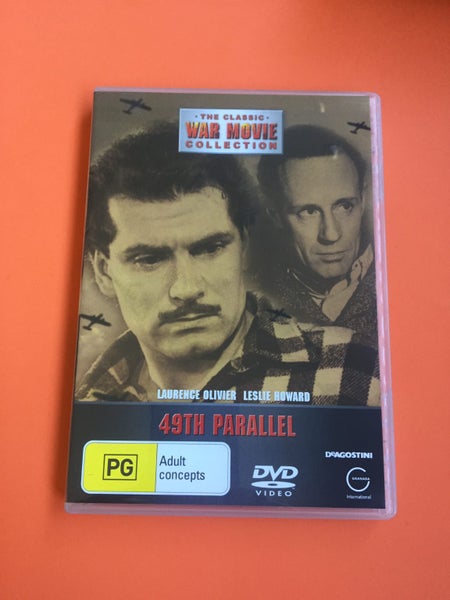 · THE CLASSIC ·
WAR MOVIE
COLLECTION
LAURENCE OLIVIER LESLIE HOWARD
49TH PARALLEL
PG
Adult
concepts
DVD
VIDEO
DeAGOSTINI
GRANADA
International